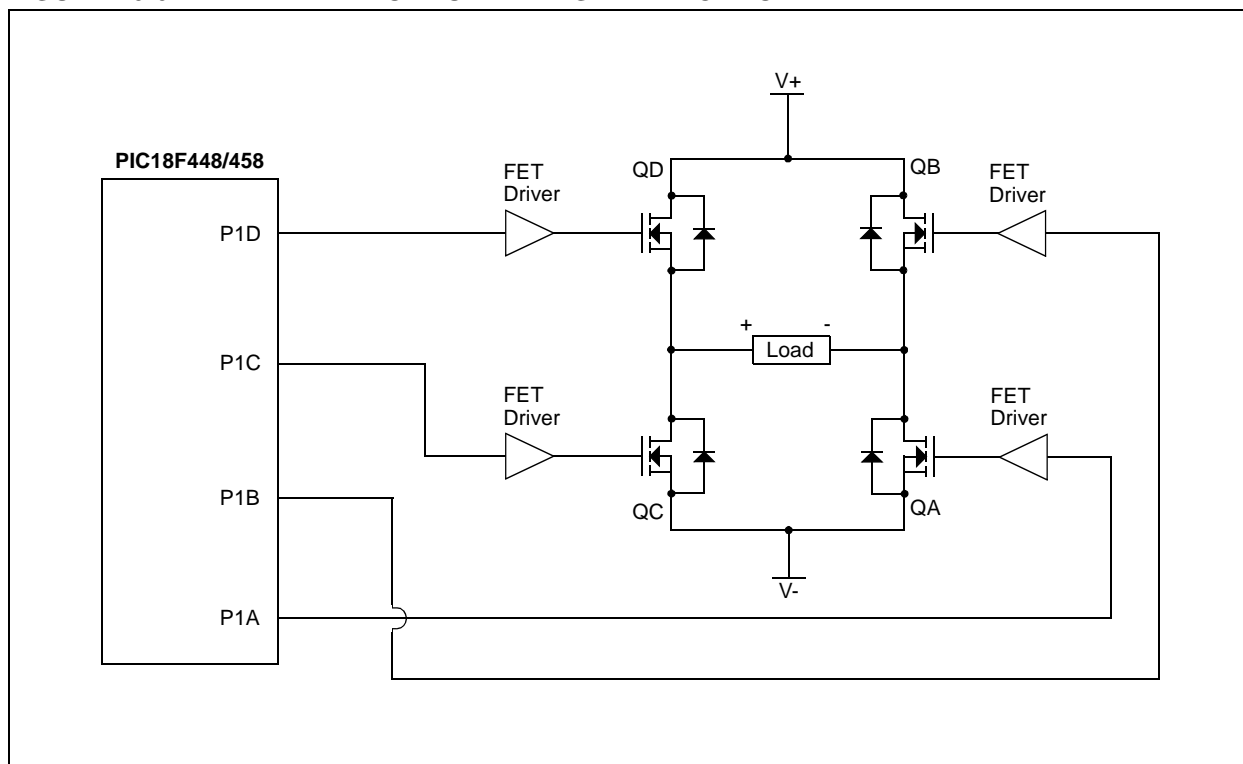 V+
PIC18F448/458
FET
Driver
QD
QB
FET
Driver
P1D
+
-
Load
P1C
FET
Driver
FET
Driver
P1B
QC
QA
V-
P1A